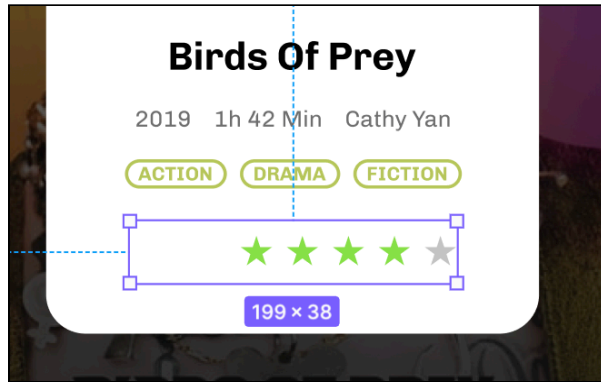 Birds Of Prey
2019 1h 42 Min Cathy Yan
ACTION DRAMA FICTION
199 × 38